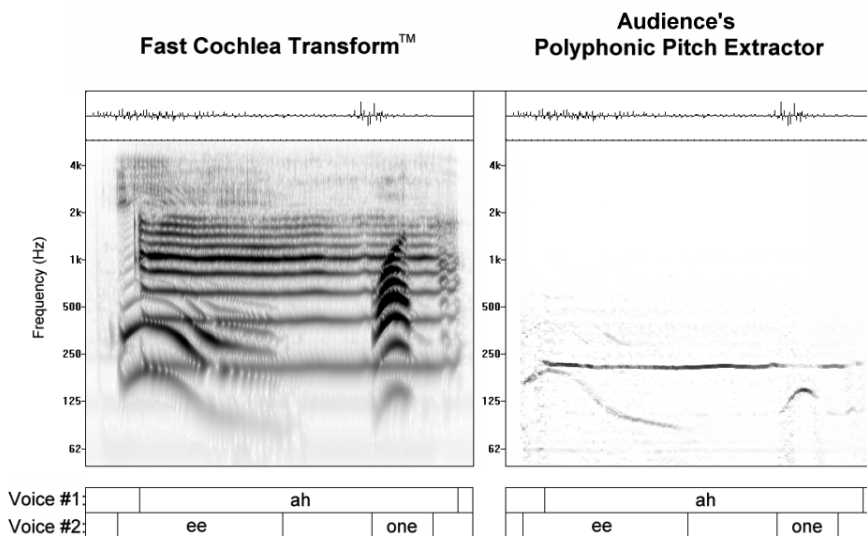 Fast Cochlea Transform™
Audience's
Polyphonic Pitch Extractor
Frequency (Hz)
4k
2k
1k
500
250
125
62
4k
2k
1k
500
250
125
62
Voice #1: ah ah
Voice #2: ee one ee one